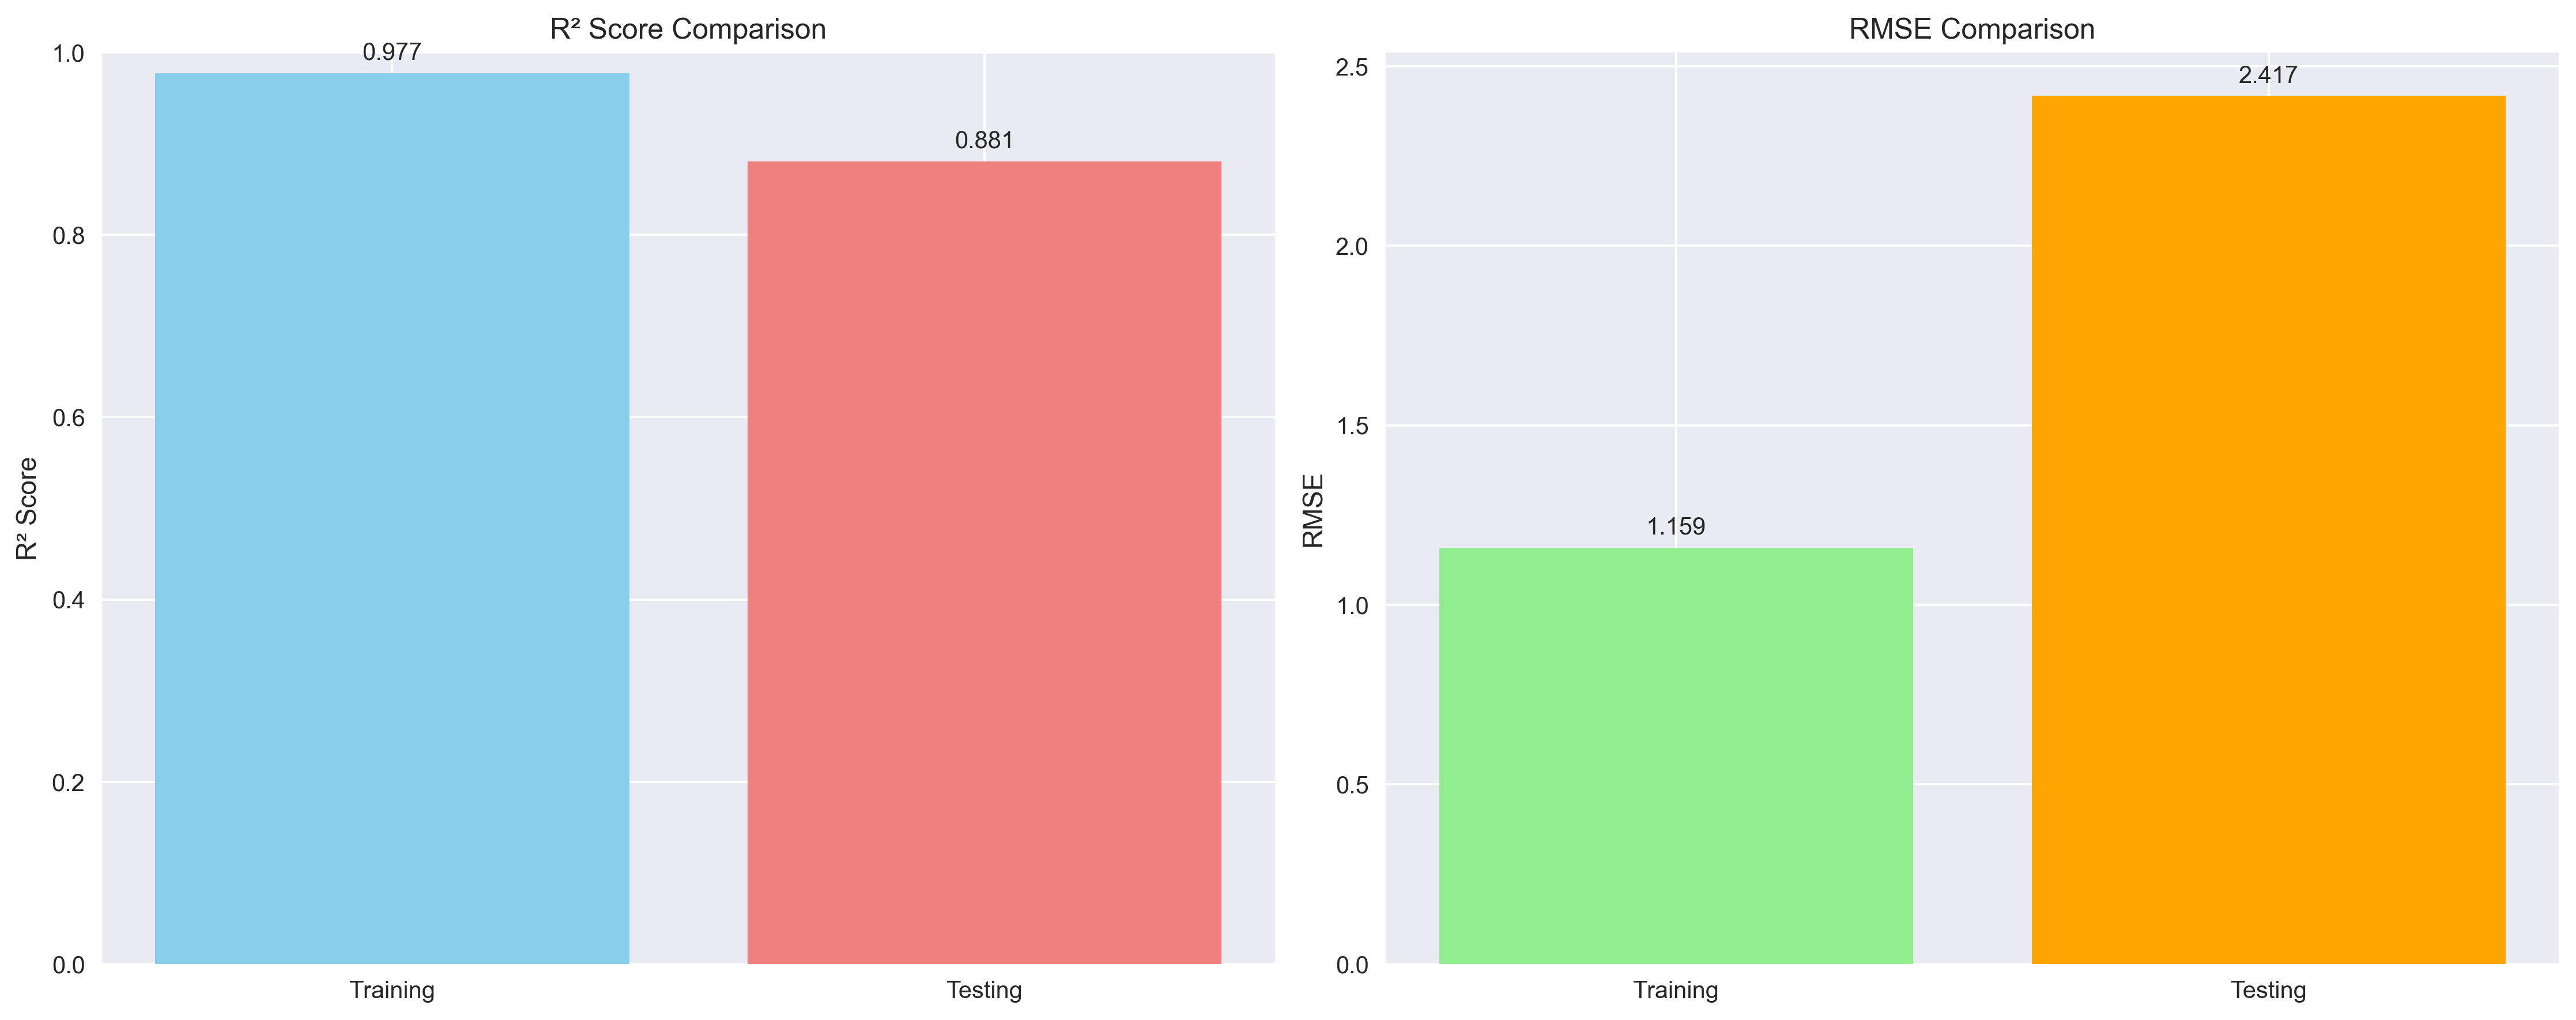 R² Score Comparison
1.0
0.8
0.6
0.4
0.2
0.0
R² Score
0.977
0.881
Training
Testing
RMSE Comparison
2.5
2.0
1.5
1.0
0.5
0.0
RMSE
1.159
2.417
Training
Testing